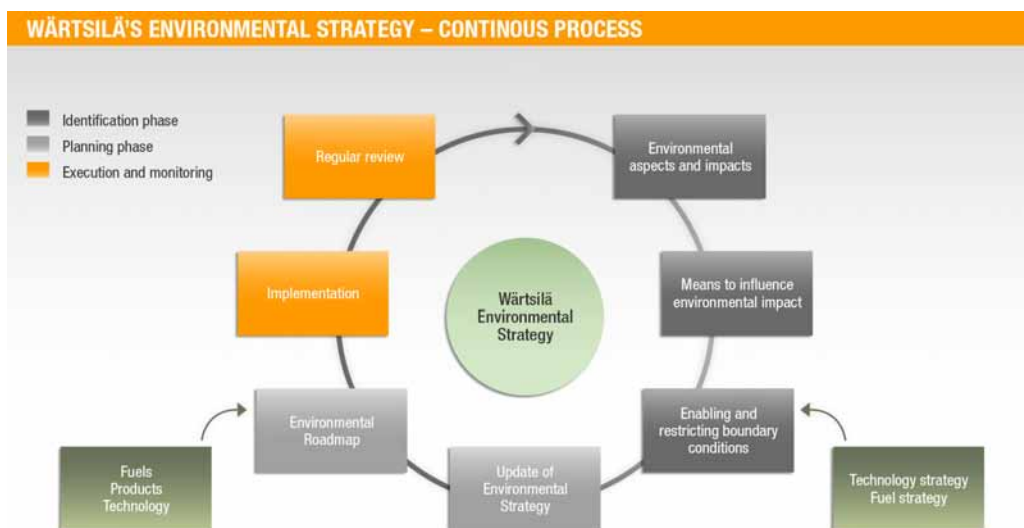 WÄRTSILÄ'S ENVIRONMENTAL STRATEGY – CONTINOUS PROCESS
Identification phase
Planning phase
Execution and monitoring
Regular review
Environmental
aspects and impacts
Implementation
Wärtsilä
Environmental
Strategy
Means to influence
environmental impact
Environmental
Roadmap
Enabling and
restricting boundary
conditions
Fuels
Products
Technology
Update of
Environmental
Strategy
Technology strategy
Fuel strategy